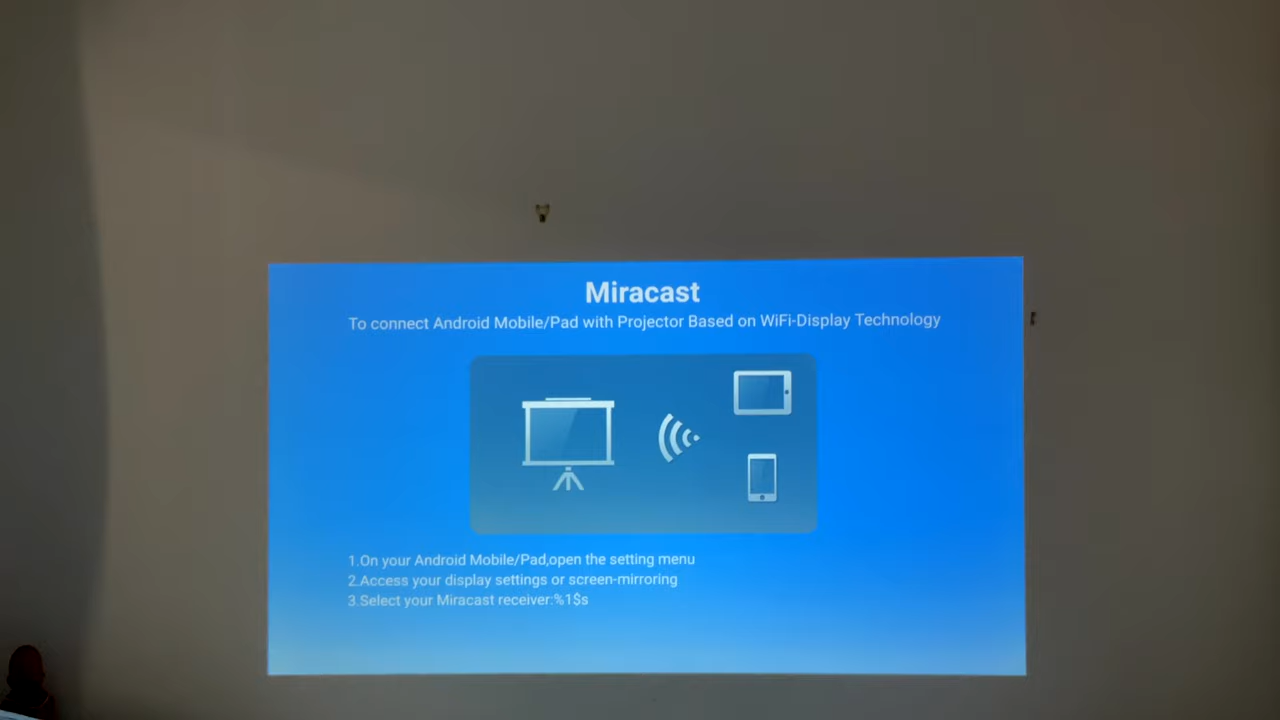 Miracast
To connect Android Mobile/Pad with Projector Based on WiFi-Display Technology
1.On your Android Mobile/Pad,open the setting menu
2.Access your display settings or screen-mirroring
3.Select your Miracast receiver:%1$s